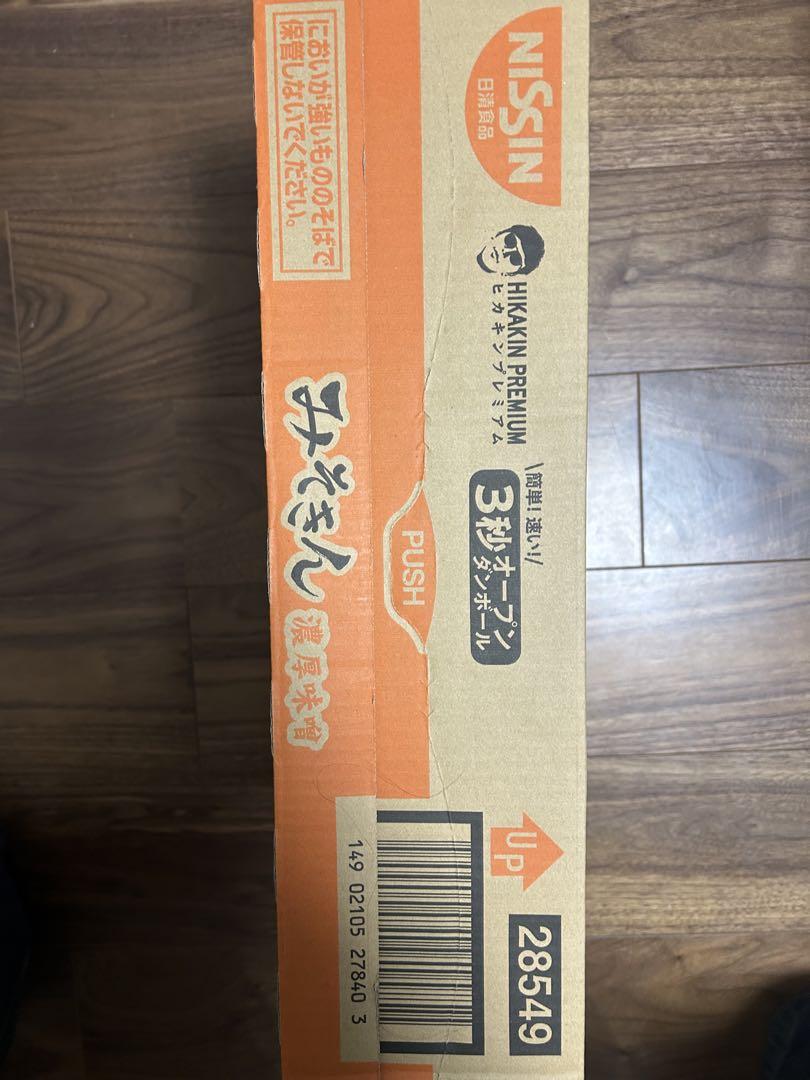 NISSIN
日清食品
HIKAKIN PREMIUM
ヒカキンプレミアム
\簡単!速い!/
3秒オープン
ダンボール
PUSH
UP
28549
においが強いもののそばで
保管しないでください。
みそきん
濃厚味噌
149 02105 27840 3